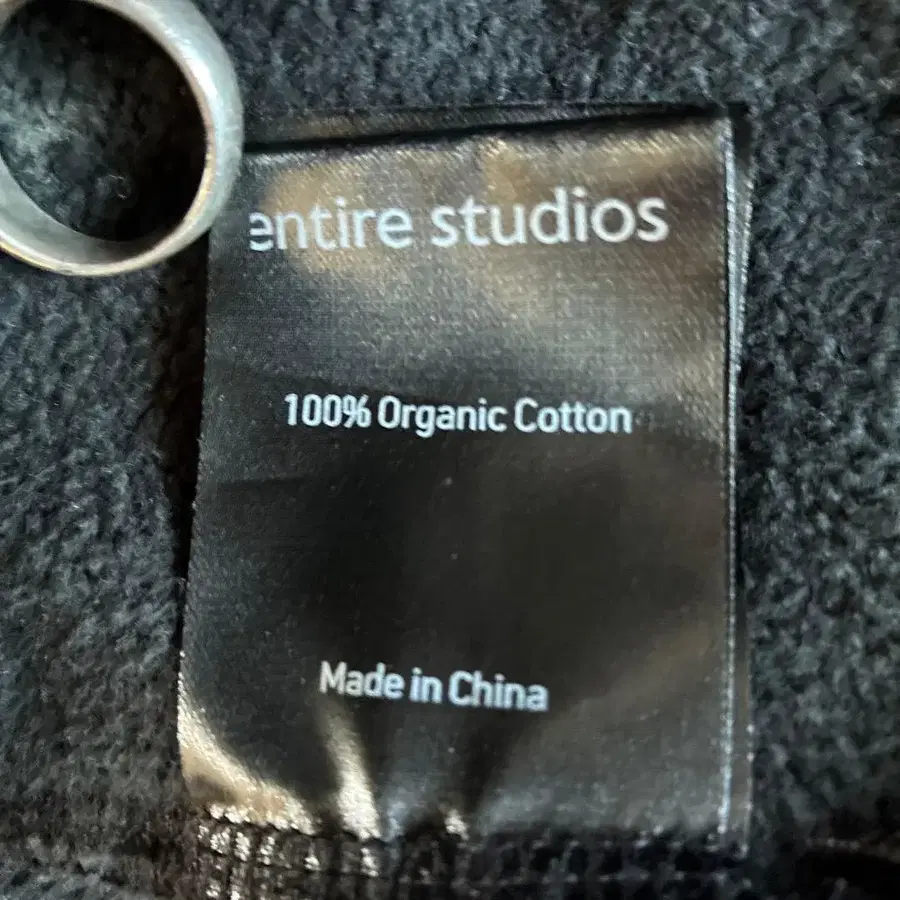 entire studios
100% Organic Cotton
Made in China